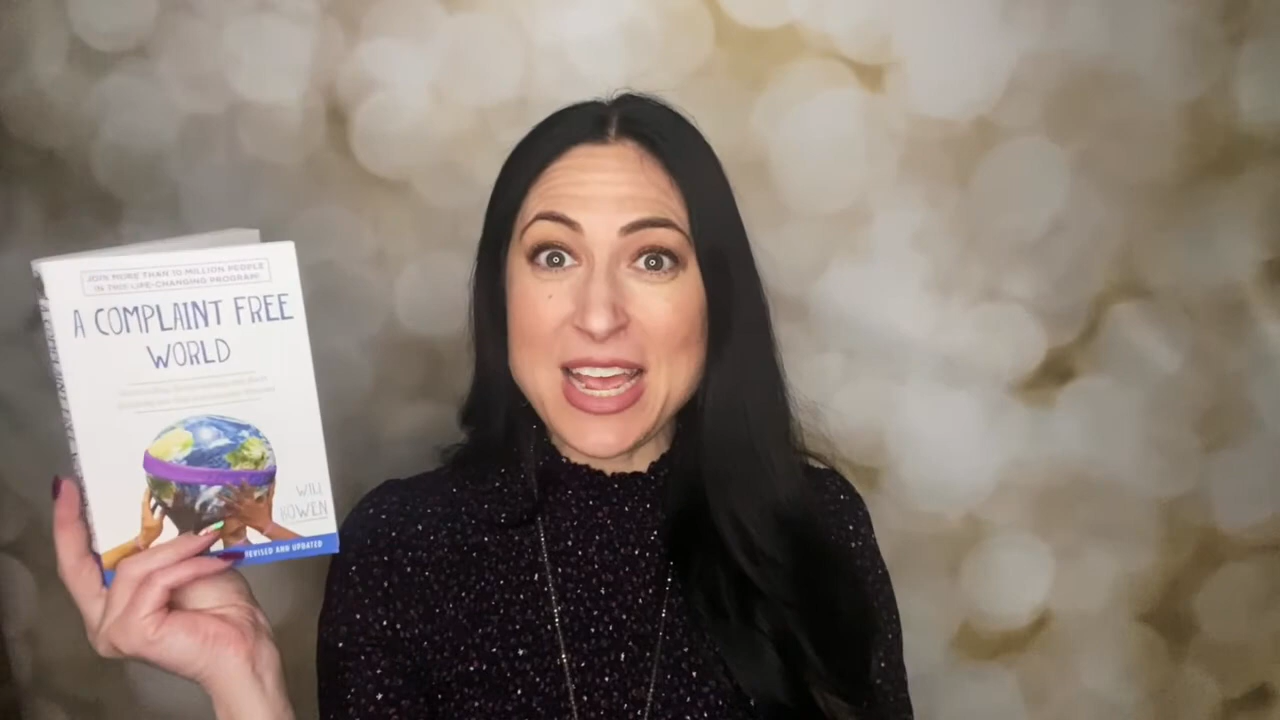 JOIN MORE THAN 10 MILLION PEOPLE
IN THIS LIFE-CHANGING PROGRAM!
A COMPLAINT FREE
WORLD
WILL
BOWEN
REVISED AND UPDATED